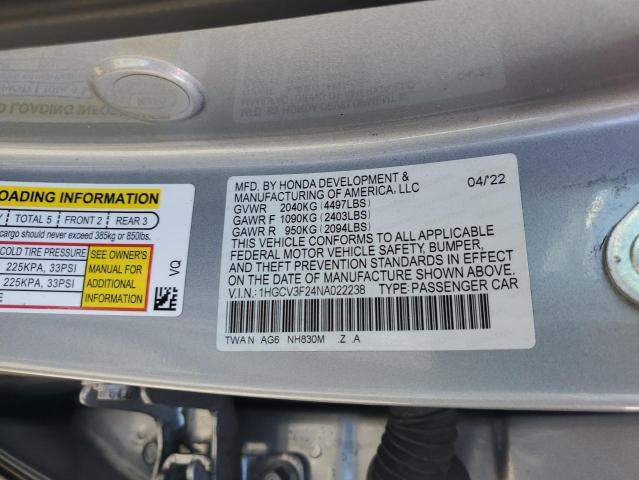 OADING INFORMATION
TOTAL 5 FRONT 2 REAR 3
cargo should never exceed 385kg or 850lbs.
COLD TIRE PRESSURE
225KPA, 33PSI
225KPA, 33PSI
SEE OWNER'S
MANUAL FOR
ADDITIONAL
INFORMATION
VQ
MFD. BY HONDA DEVELOPMENT & 04/22
MANUFACTURING OF AMERICA, LLC
GVWR 2040KG (4497LBS)
GAWR F 1090KG (2403LBS)
GAWR R 950KG (2094LBS)
THIS VEHICLE CONFORMS TO ALL APPLICABLE
FEDERAL MOTOR VEHICLE SAFETY, BUMPER,
AND THEFT PREVENTION STANDARDS IN EFFECT
ON THE DATE OF MANUFACTURE SHOWN ABOVE.
V.I.N.: 1HGCV3F24NA022238 TYPE: PASSENGER CAR
TWA N AG6 NH830M .Z .A